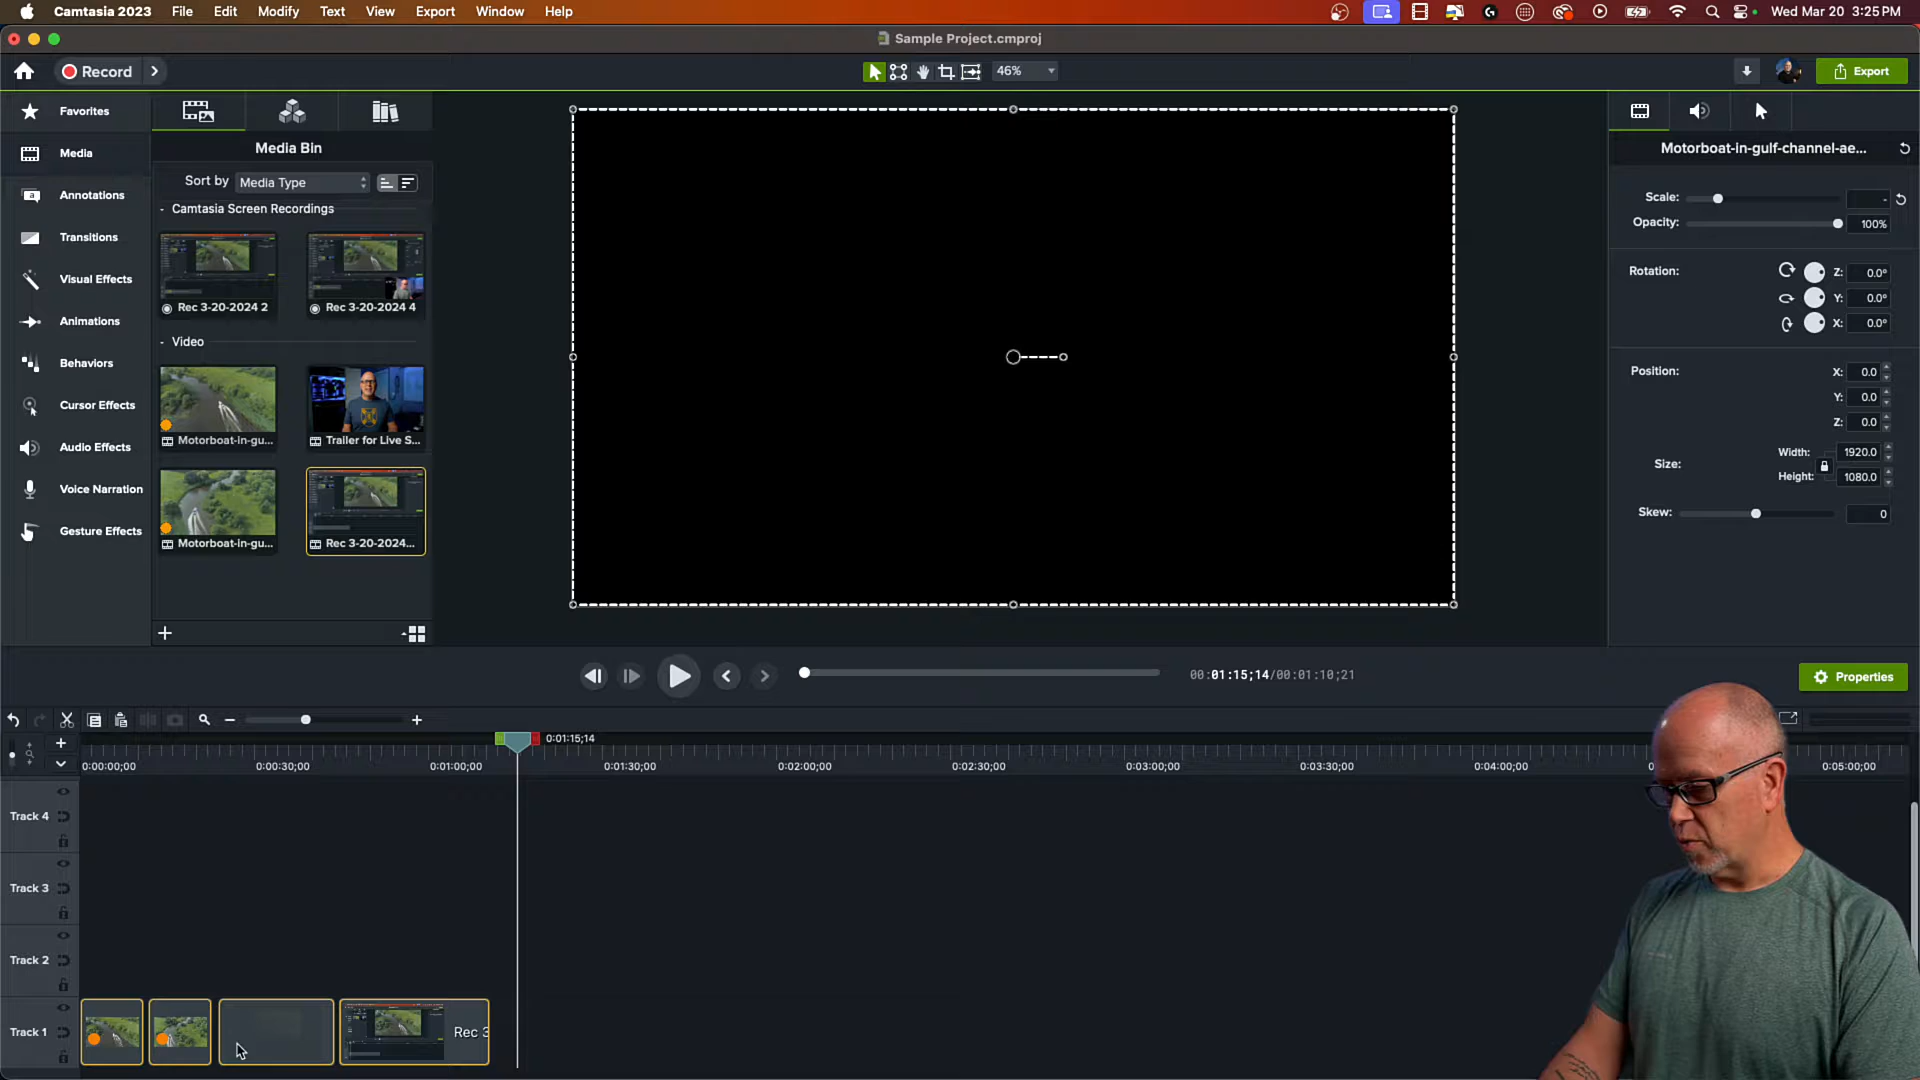 Camtasia 2023 File Edit Modify Text View Export Window Help Wed Mar 20 3:25 PM
Sample Project.cmproj
Record 46% Export
Favorites
Media
Annotations
Transitions
Visual Effects
Animations
Behaviors
Cursor Effects
Audio Effects
Voice Narration
Gesture Effects
Media Bin
Sort by Media Type
- Camtasia Screen Recordings
Rec 3-20-2024 2 Rec 3-20-2024 4
- Video
Motorboat-in-gu... Trailer for Live S...
Motorboat-in-gu... Rec 3-20-2024...
Motorboat-in-gulf-channel-ae...
Scale: -
Opacity: 100%
Rotation: Z: 0.0°
Y: 0.0°
X: 0.0°
Position: X: 0.0
Y: 0.0
Z: 0.0
Size: Width: 1920.0
Height: 1080.0
Skew: 0
00:01:15;14/00:01:10;21
Properties
0:01:15;14
0:00:00;00 0:00:30;00 0:01:00;00 0:01:30;00 0:02:00;00 0:02:30;00 0:03:00;00 0:03:30;00 0:04:00;00 0:05:00;00
Track 4
Track 3
Track 2
Track 1 Rec 3